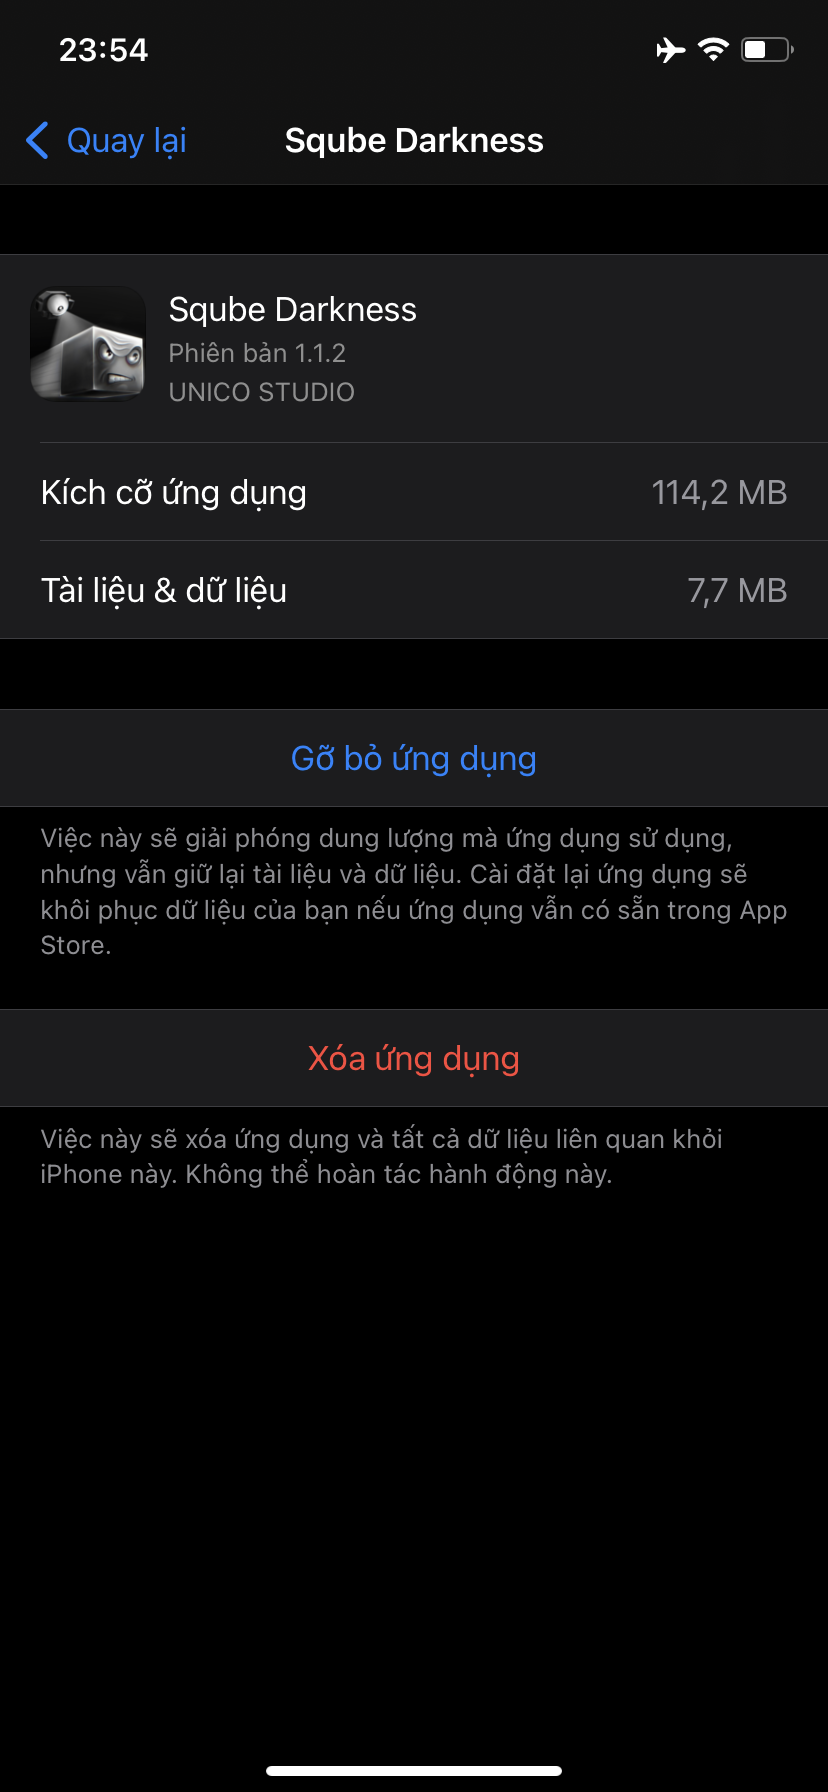 23:54
Quay lại
Sqube Darkness
Sqube Darkness
Phiên bản 1.1.2
UNICO STUDIO
Kích cỡ ứng dụng 114,2 MB
Tài liệu & dữ liệu 7,7 MB
Gỡ bỏ ứng dụng
Việc này sẽ giải phóng dung lượng mà ứng dụng sử dụng,
nhưng vẫn giữ lại tài liệu và dữ liệu. Cài đặt lại ứng dụng sẽ
khôi phục dữ liệu của bạn nếu ứng dụng vẫn có sẵn trong App
Store.
Xóa ứng dụng
Việc này sẽ xóa ứng dụng và tất cả dữ liệu liên quan khỏi
iPhone này. Không thể hoàn tác hành động này.